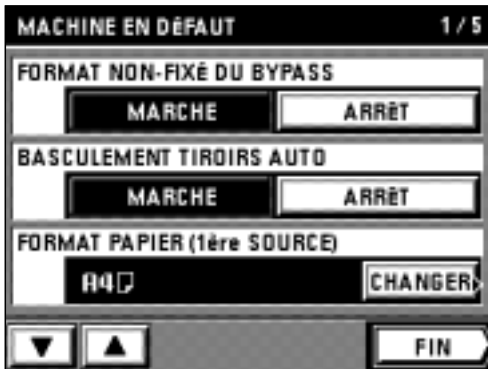 MACHINE EN DéFAUT 1/5
FORMAT NON-FIXé DU BYPASS
MARCHE ARRêT
BASCULEMENT TIROIRS AUTO
MARCHE ARRêT
FORMAT PAPIER (1ère SOURCE)
A4 CHANGER
FIN